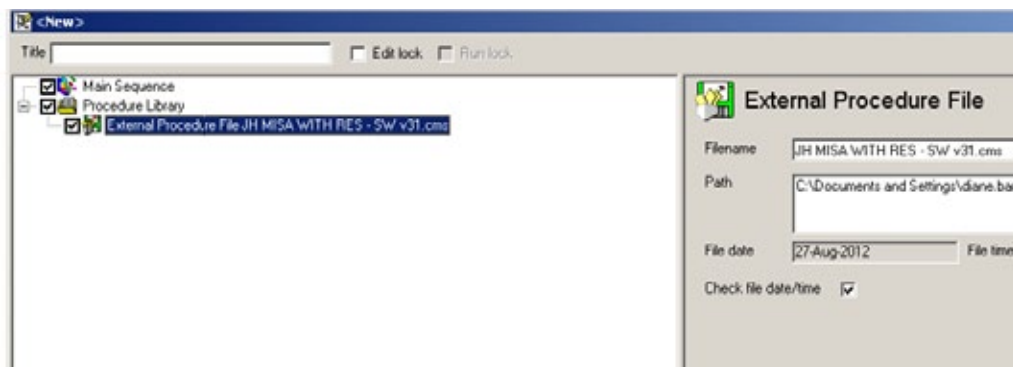 <New>
Title
Edit lock
Run lock
Main Sequence
Procedure Library
External Procedure File JH MISA WITH RES - SW v31.cms
External Procedure File
Filename JH MISA WITH RES - SW v31.cms
Path C:\Documents and Settings\diane.ba
File date 27-Aug-2012 File time
Check file date/time